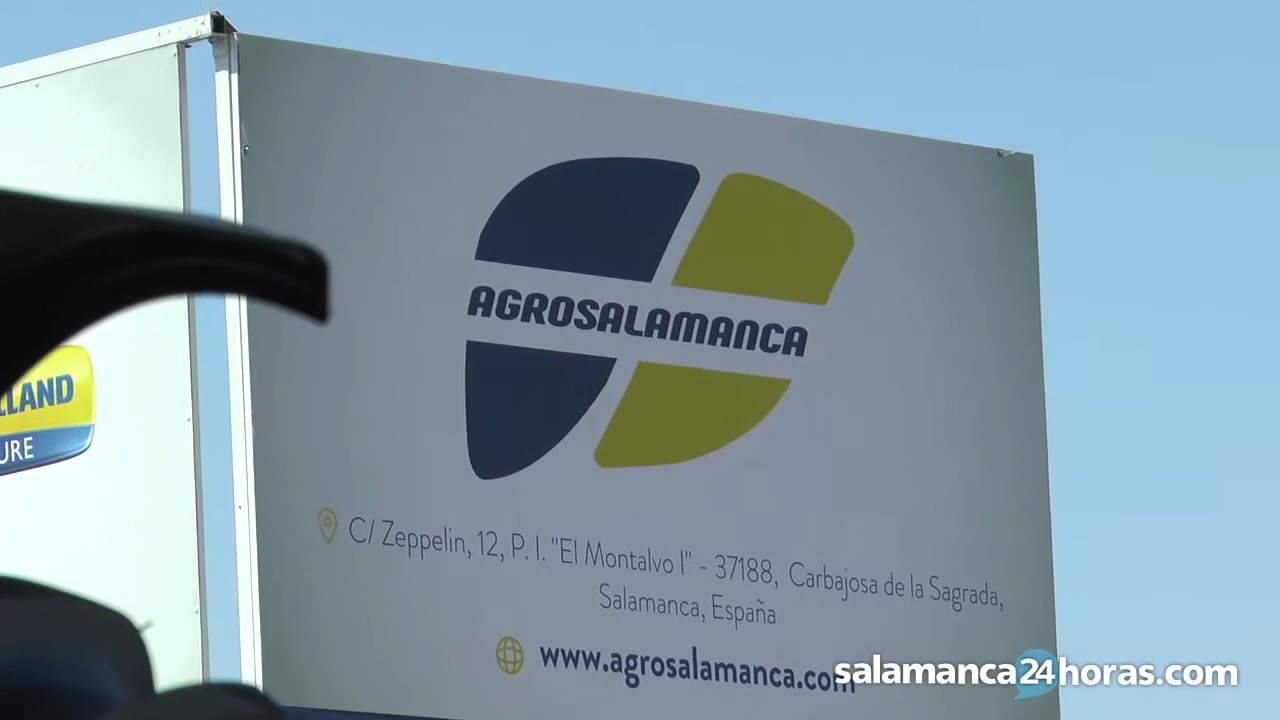 AGROSALAMANCA
LLAND
URE
C/ Zeppelin, 12, P. I. "El Montalvo I" - 37188, Carbajosa de la Sagrada,
Salamanca, España
www.agrosalamanca.com
salamanca24horas.com